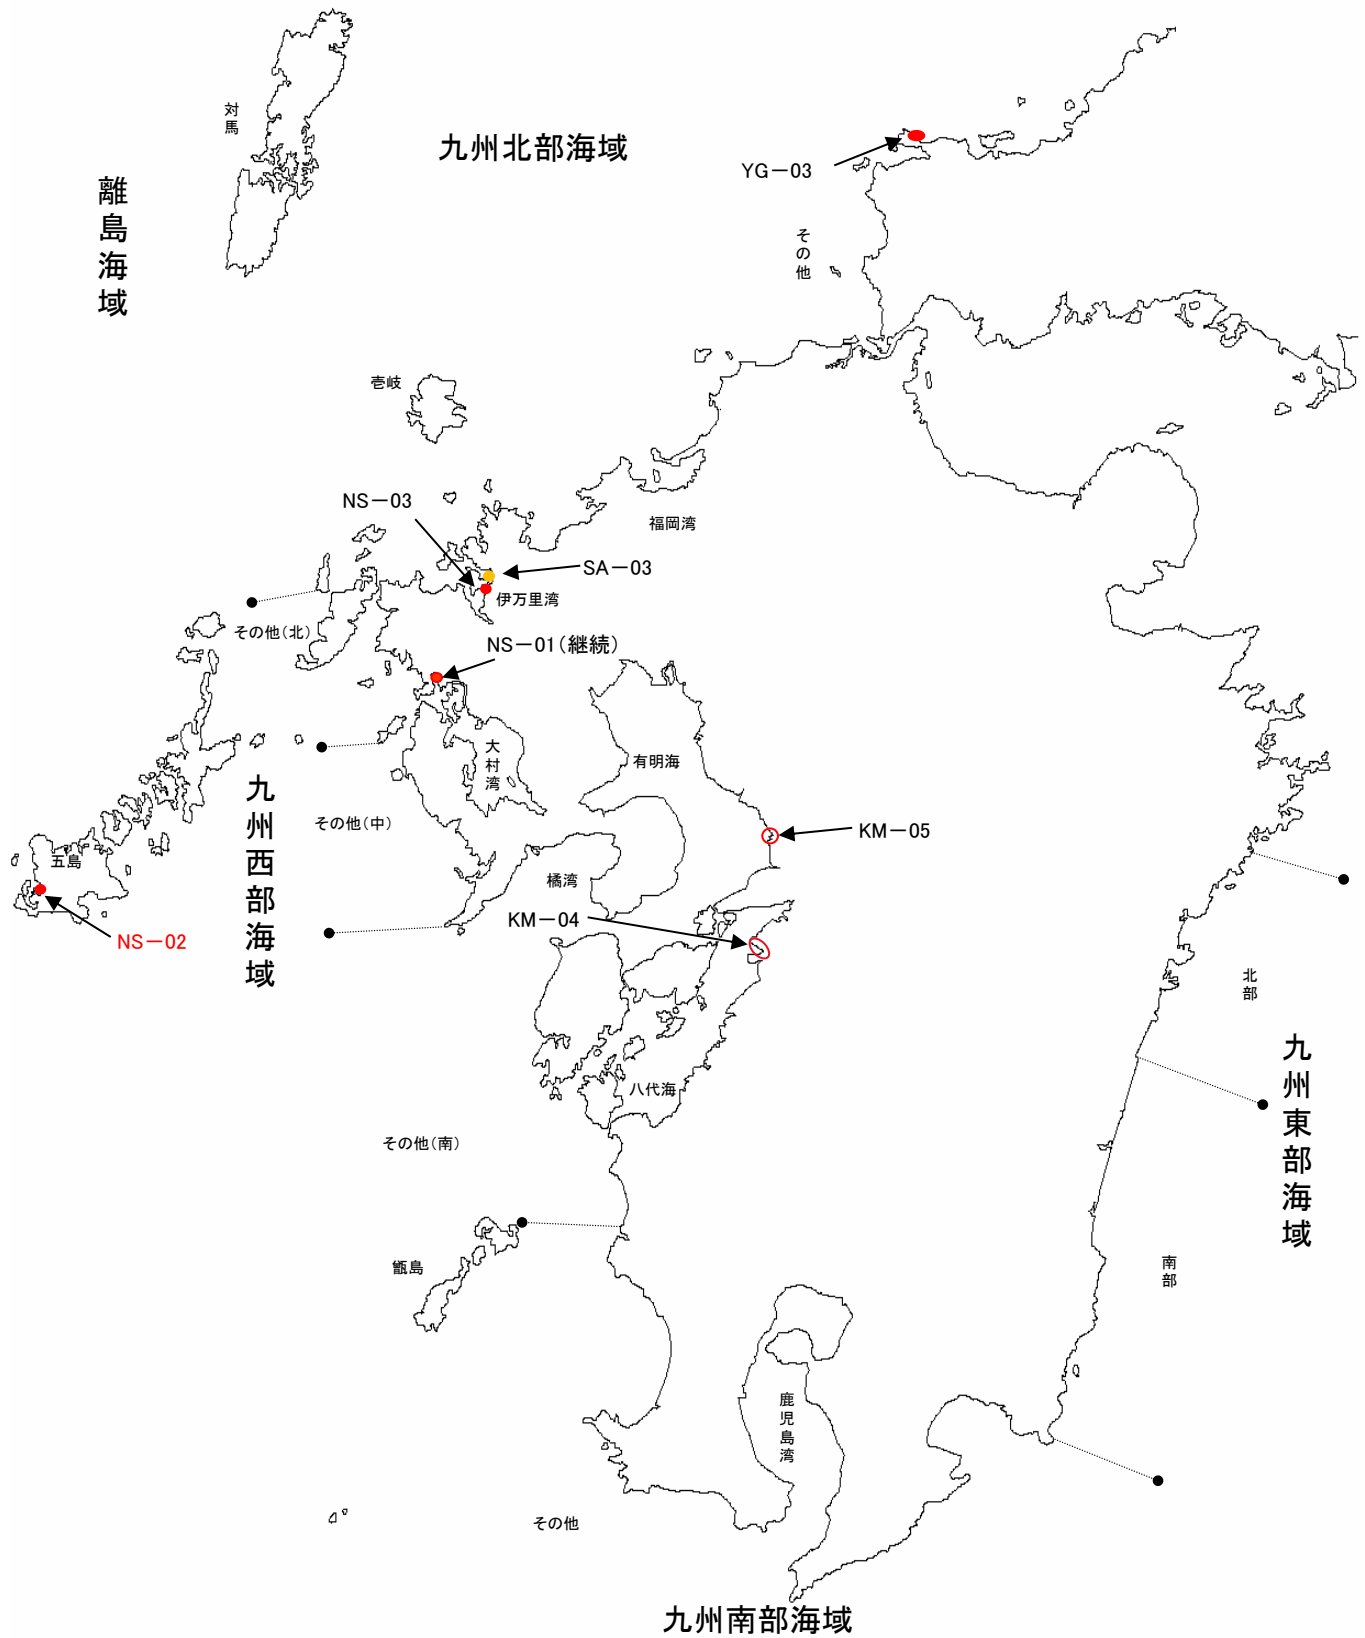 対馬
九州北部海域
YG－03
離島海域
その他
壱岐
NS－03
福岡湾
SA－03
伊万里湾
その他(北)
NS－01(継続)
大村湾
有明海
九州西部海域
その他(中)
KM－05
五島
橘湾
KM－04
NS－02
北部
九州東部海域
八代海
その他(南)
南部
甑島
鹿児島湾
その他
九州南部海域